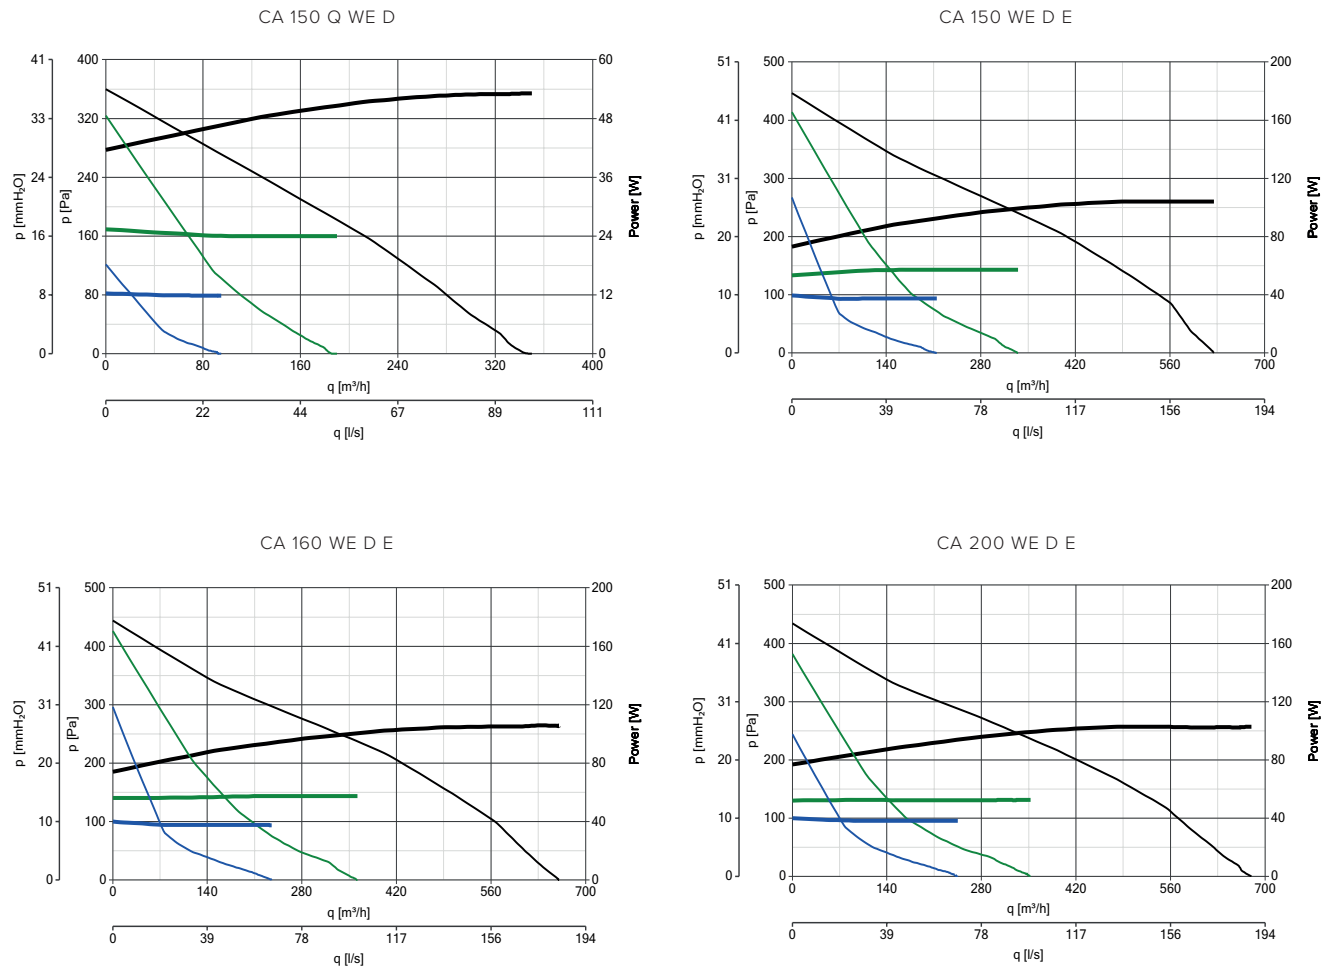 CA 150 Q WE D
41 400 60
33 320 48
24 240 36
16 160 24
8 80 12
0 0 0
p [mmH₂O]
p [Pa]
Power [W]
0 80 160 240 320 400
q [m³/h]
0 22 44 67 89 111
q [l/s]
CA 150 WE D E
51 500 200
41 400 160
31 300 120
20 200 80
10 100 40
0 0 0
p [mmH₂O]
p [Pa]
Power [W]
0 140 280 420 560 700
q [m³/h]
0 39 78 117 156 194
q [l/s]
CA 160 WE D E
51 500 200
41 400 160
31 300 120
20 200 80
10 100 40
0 0 0
p [mmH₂O]
p [Pa]
Power [W]
0 140 280 420 560 700
q [m³/h]
0 39 78 117 156 194
q [l/s]
CA 200 WE D E
51 500 200
41 400 160
31 300 120
20 200 80
10 100 40
0 0 0
p [mmH₂O]
p [Pa]
Power [W]
0 140 280 420 560 700
q [m³/h]
0 39 78 117 156 194
q [l/s]